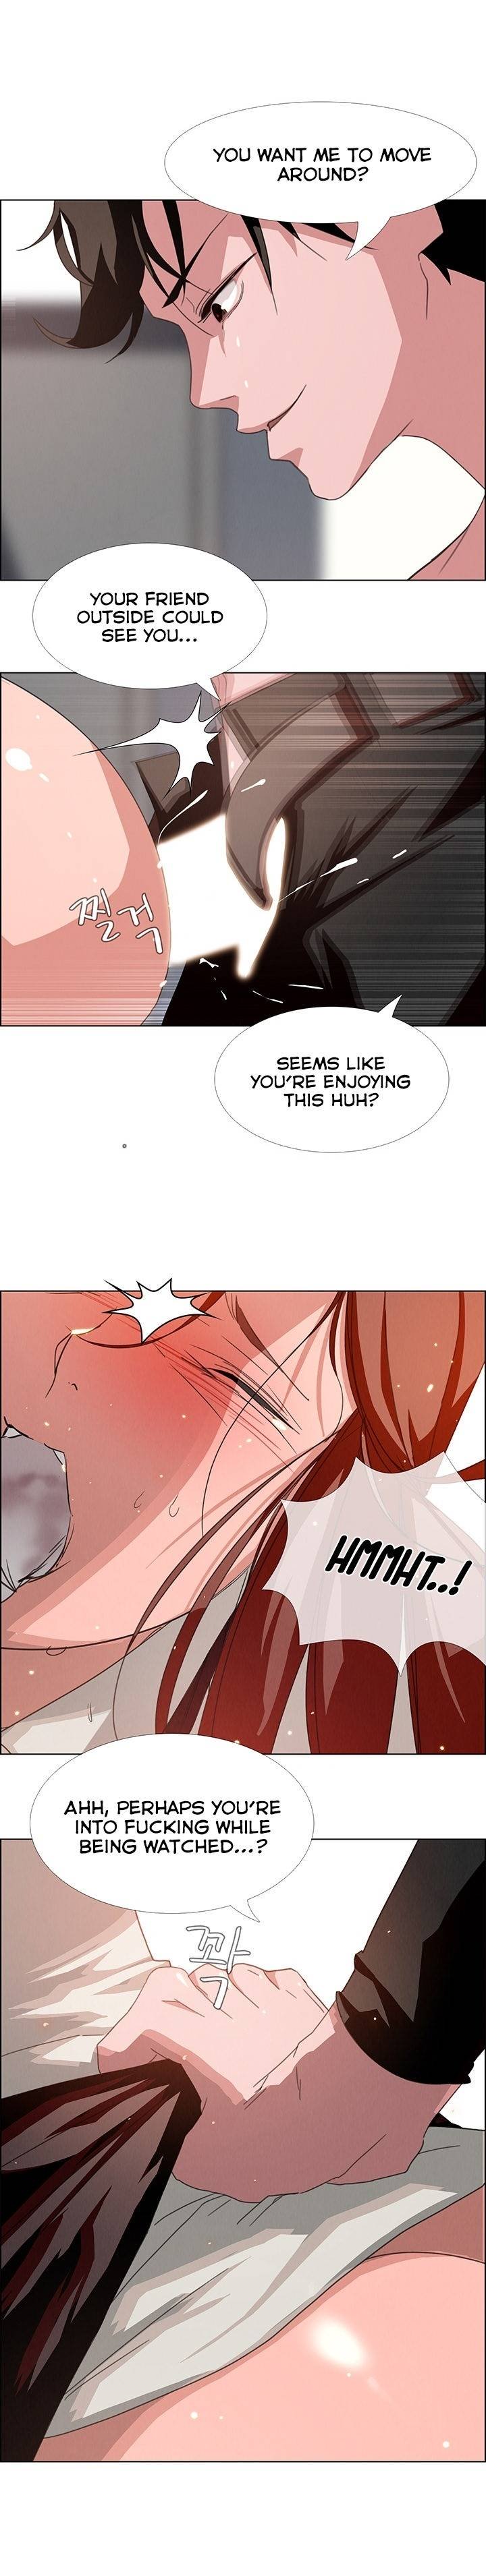 YOU WANT ME TO MOVE
AROUND?
YOUR FRIEND
OUTSIDE COULD
SEE YOU...
찔걱
SEEMS LIKE
YOU'RE ENJOYING
THIS HUH?
HMMHT..!
AHH, PERHAPS YOU'RE
INTO FUCKING WHILE
BEING WATCHED...?
꽉